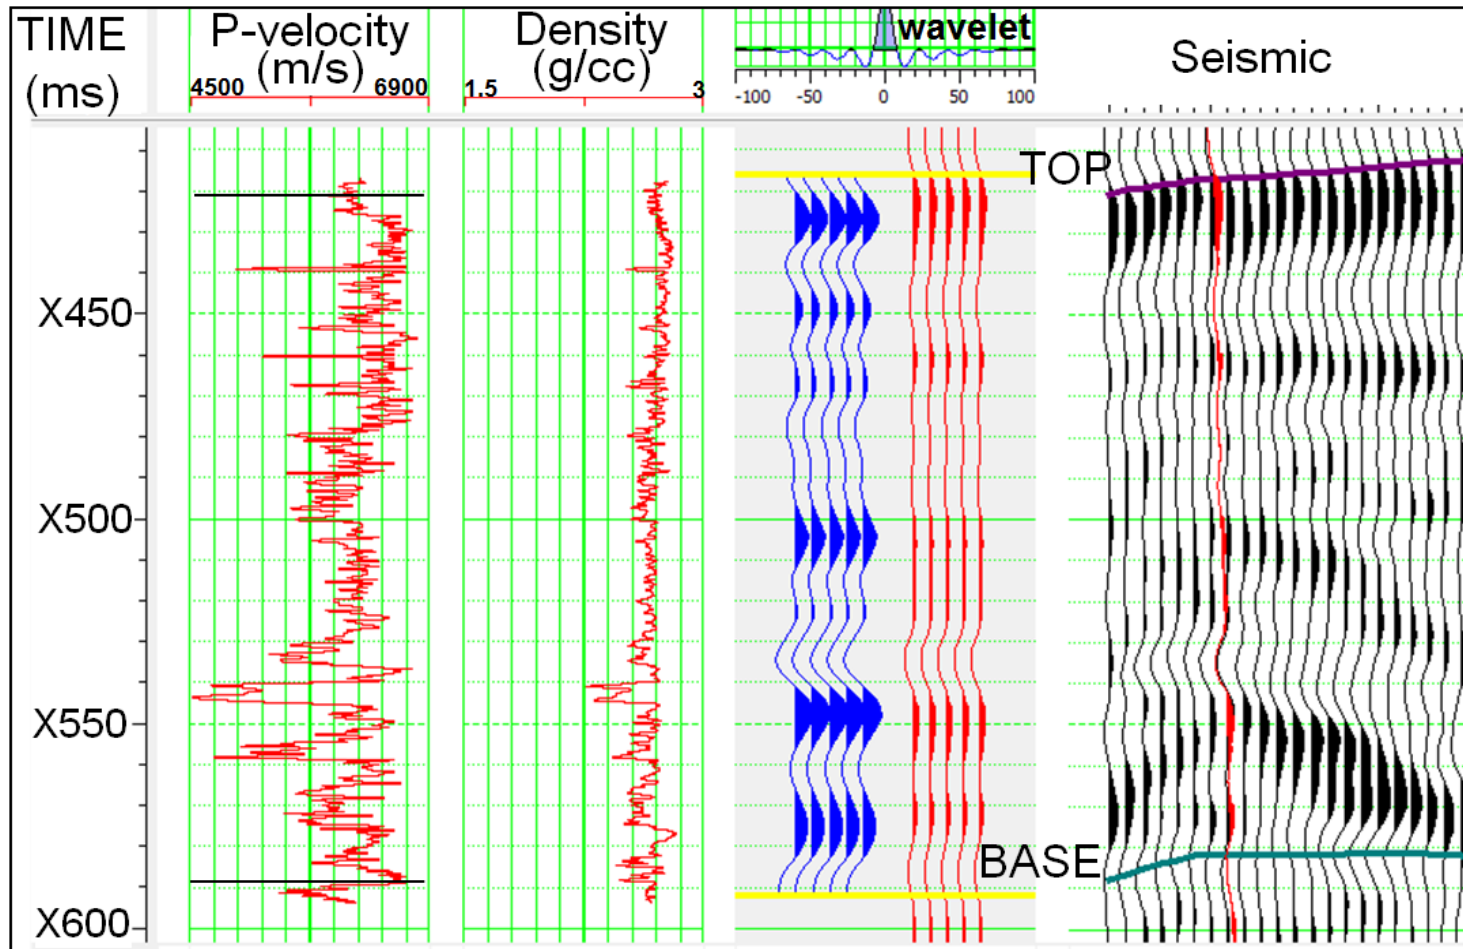 TIME
(ms)
P-velocity
(m/s)
4500 6900
Density
(g/cc)
1.5 3
wavelet
-100 -50 0 50 100
Seismic
TOP
X450
X500
X550
BASE
X600